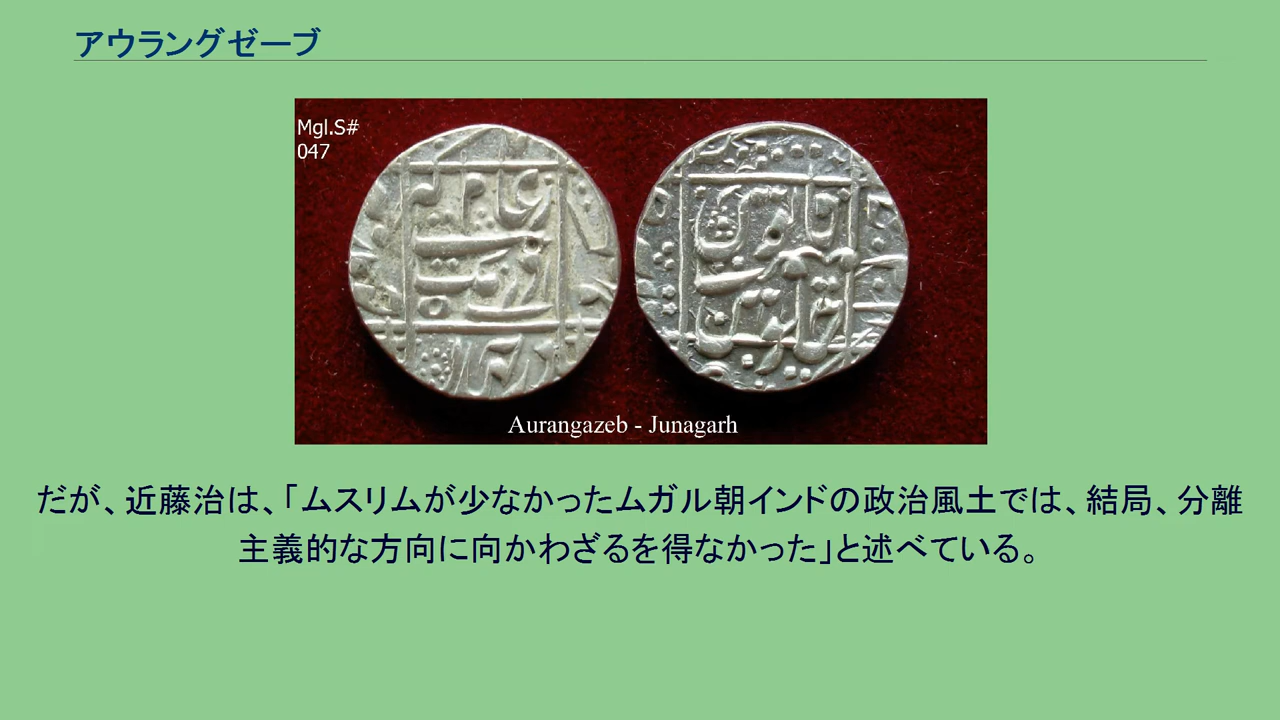 アウラングゼーブ
Mgl.S#
047
Aurangazeb - Junagarh
だが、近藤治は、「ムスリムが少なかったムガル朝インドの政治風土では、結局、分離
主義的な方向に向かわざるを得なかった」と述べている。